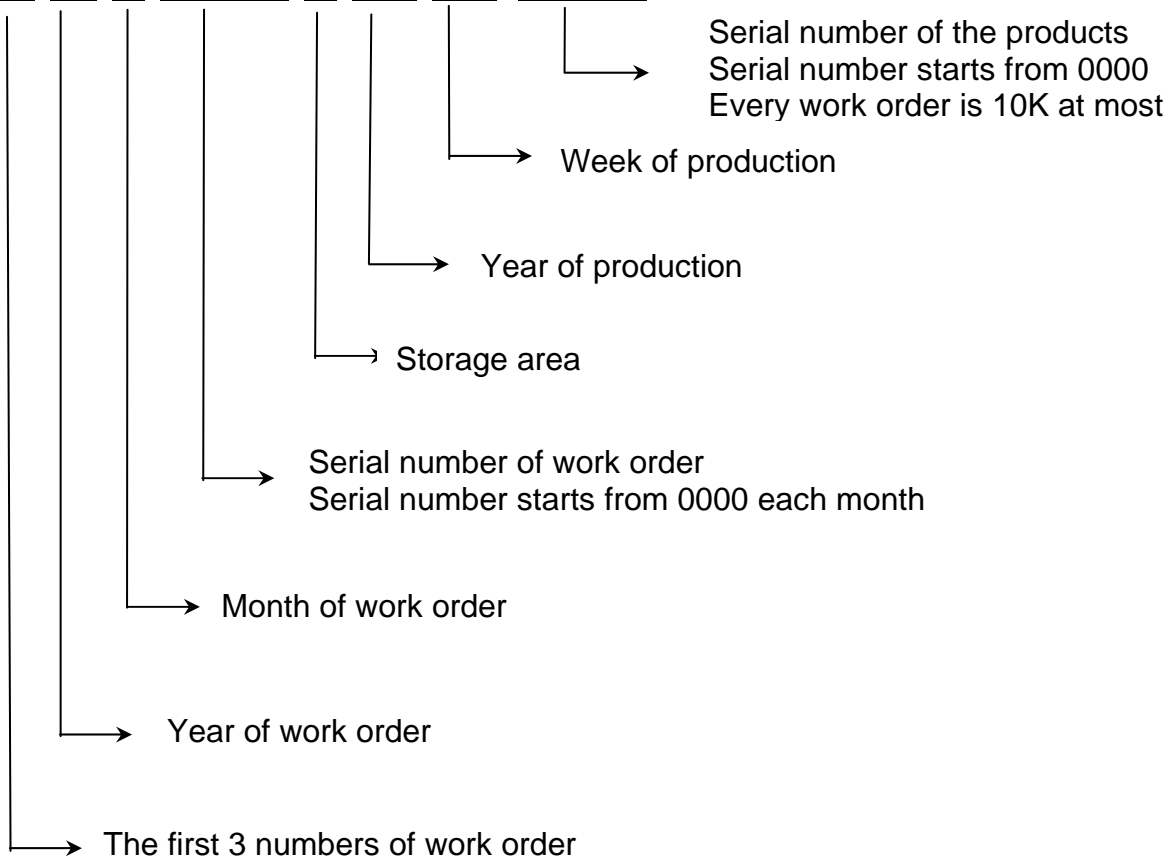 Serial number of the products
Serial number starts from 0000
Every work order is 10K at most
Week of production
Year of production
Storage area
Serial number of work order
Serial number starts from 0000 each month
Month of work order
Year of work order
The first 3 numbers of work order